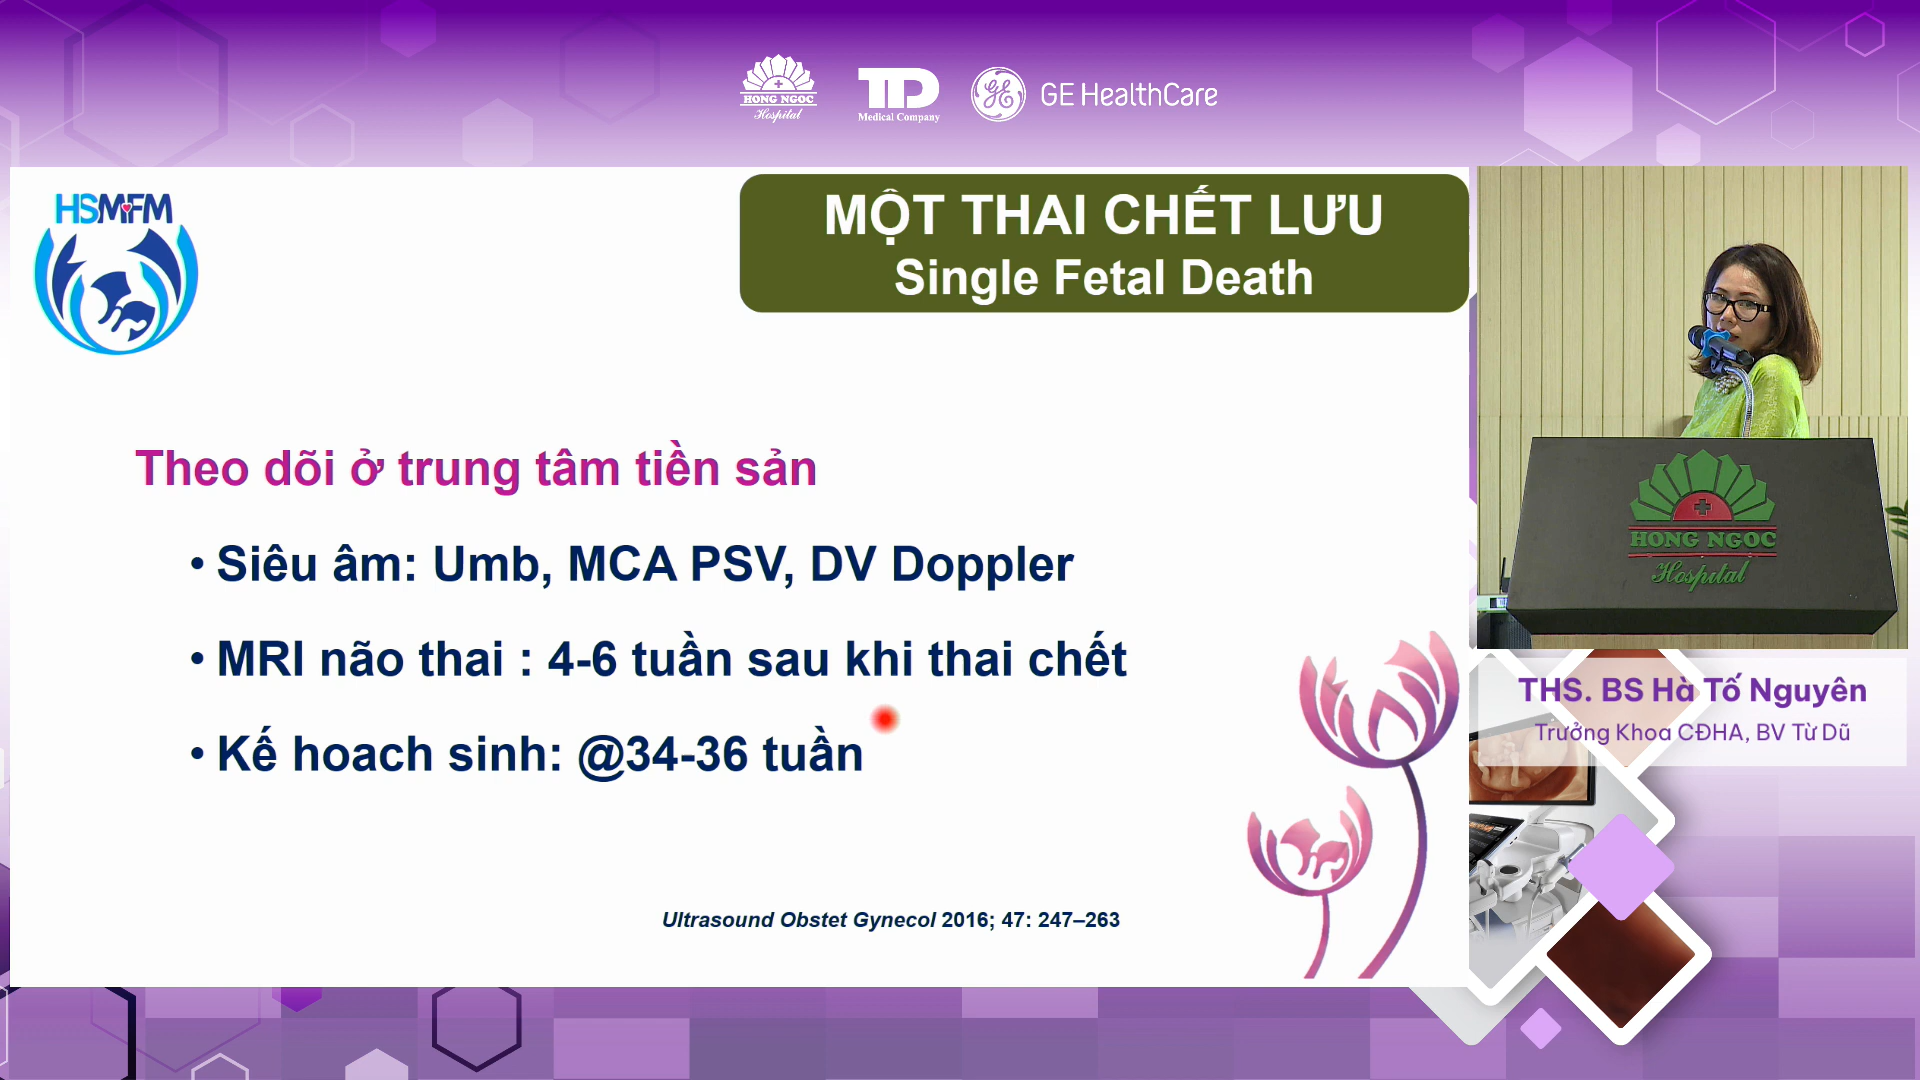 HONG NGOC
Hospital
TD
Medical Company
GE HealthCare
HSMFM
MỘT THAI CHẾT LƯU
Single Fetal Death
Theo dõi ở trung tâm tiền sản
• Siêu âm: Umb, MCA PSV, DV Doppler
• MRI não thai : 4-6 tuần sau khi thai chết
• Kế hoach sinh: @34-36 tuần
Ultrasound Obstet Gynecol 2016; 47: 247–263
HONG NGOC
Hospital
THS. BS Hà Tố Nguyên
Trưởng Khoa CĐHA, BV Từ Dũ